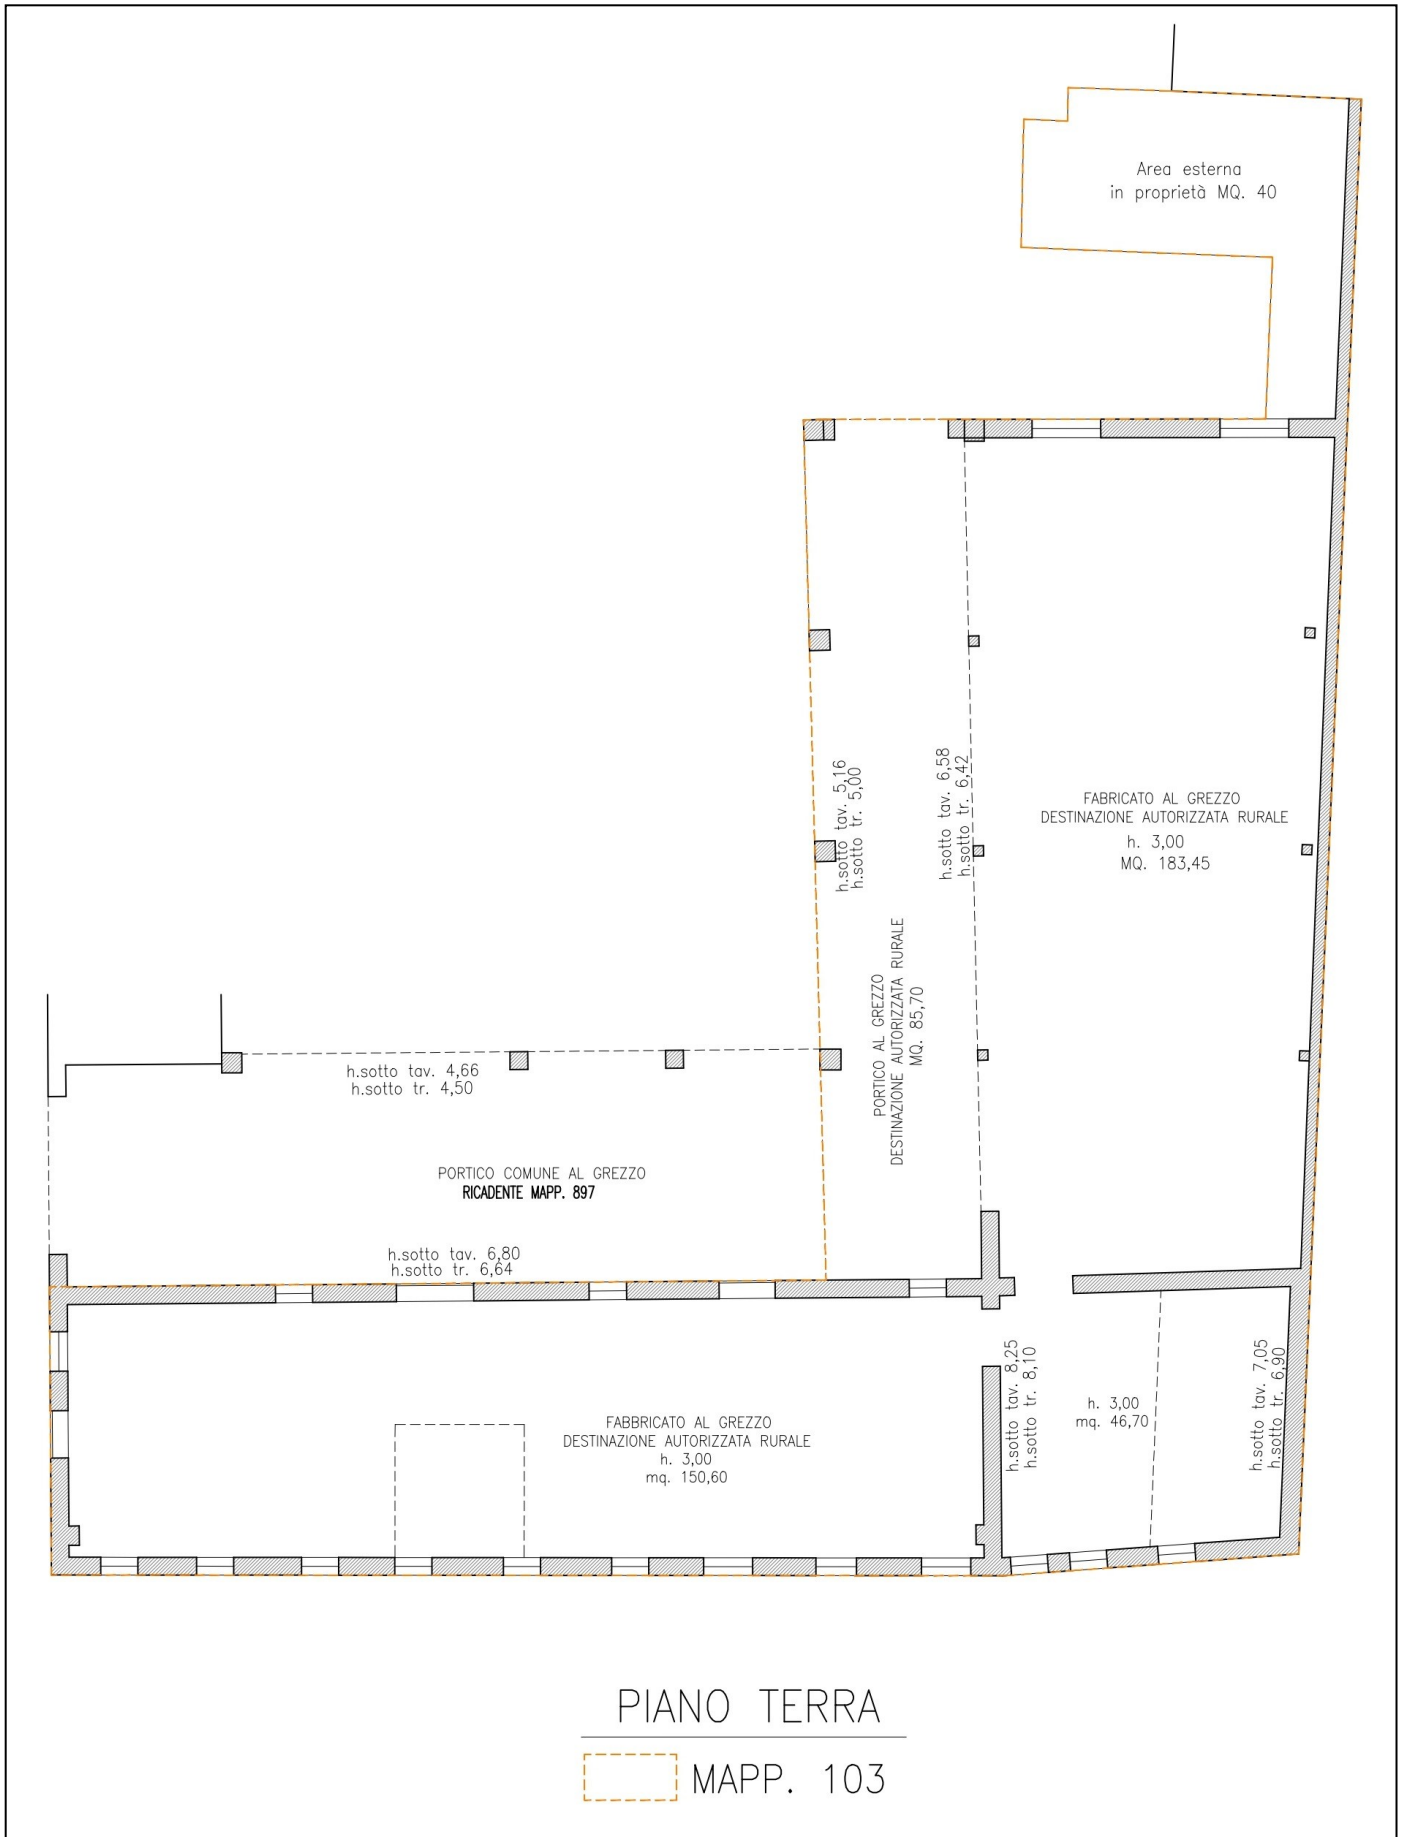 Area esterna
in proprietà MQ. 40
h.sotto tav. 5,16
h.sotto tr. 5,00
h.sotto tav. 6,58
h.sotto tr. 6,42
FABRICATO AL GREZZO
DESTINAZIONE AUTORIZZATA RURALE
h. 3,00
MQ. 183,45
PORTICO AL GREZZO
DESTINAZIONE AUTORIZZATA RURALE
MQ. 85,70
h.sotto tav. 4,66
h.sotto tr. 4,50
PORTICO COMUNE AL GREZZO
RICADENTE MAPP. 897
h.sotto tav. 6,80
h.sotto tr. 6,64
FABBRICATO AL GREZZO
DESTINAZIONE AUTORIZZATA RURALE
h. 3,00
mq. 150,60
h.sotto tav. 8,25
h.sotto tr. 8,10
h. 3,00
mq. 46,70
h.sotto tav. 7,05
h.sotto tr. 6,90
PIANO TERRA
MAPP. 103